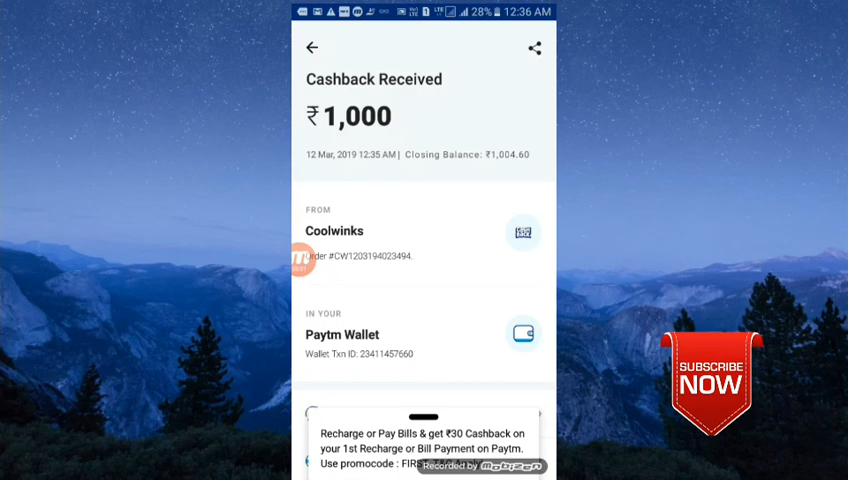 28% 12:36 AM
Cashback Received
₹ 1,000
12 Mar, 2019 12:35 AM | Closing Balance: ₹1,004.60
FROM
Coolwinks
Order #CW1203194023494.
IN YOUR
Paytm Wallet
Wallet Txn ID: 23411457660
Recharge or Pay Bills & get ₹30 Cashback on
your 1st Recharge or Bill Payment on Paytm.
Use promocode : FIRST
Recorded by mobizen
SUBSCRIBE
NOW